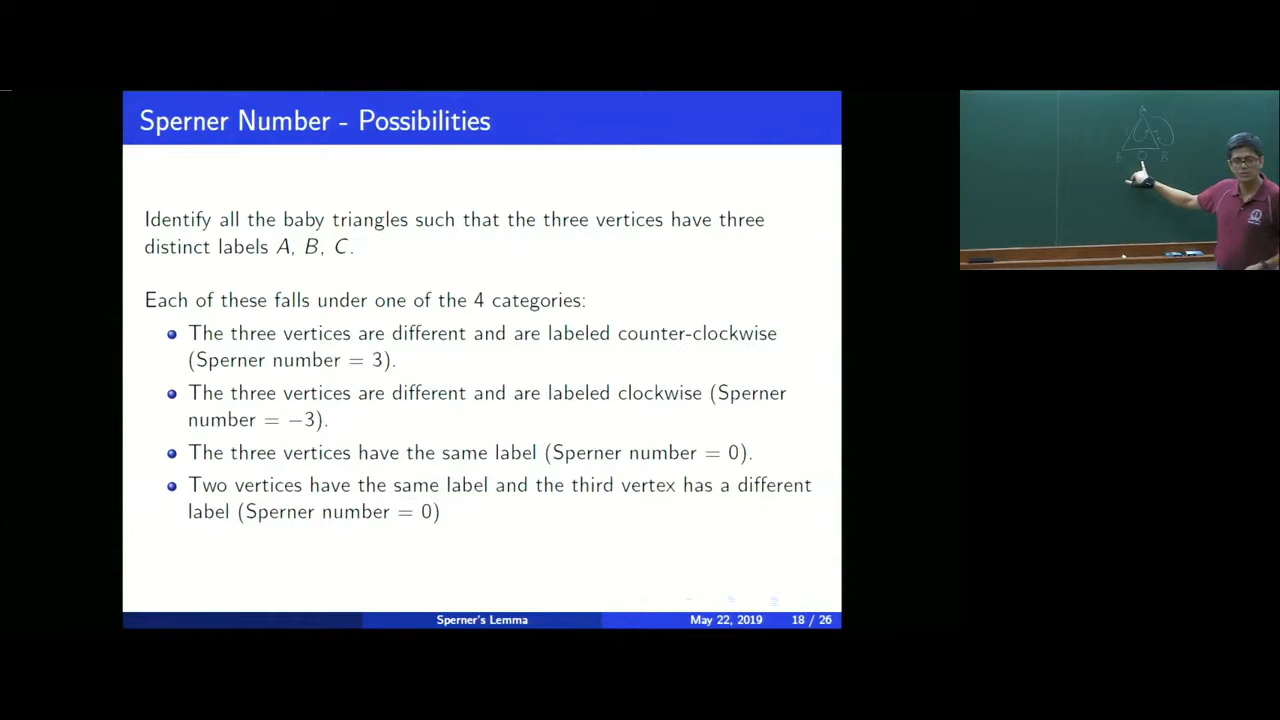 Sperner Number - Possibilities
Identify all the baby triangles such that the three vertices have three
distinct labels A, B, C.
Each of these falls under one of the 4 categories:
The three vertices are different and are labeled counter-clockwise
(Sperner number = 3).
The three vertices are different and are labeled clockwise (Sperner
number = −3).
The three vertices have the same label (Sperner number = 0).
Two vertices have the same label and the third vertex has a different
label (Sperner number = 0)
Sperner's Lemma
May 22, 2019
18 / 26
A
B
O
B